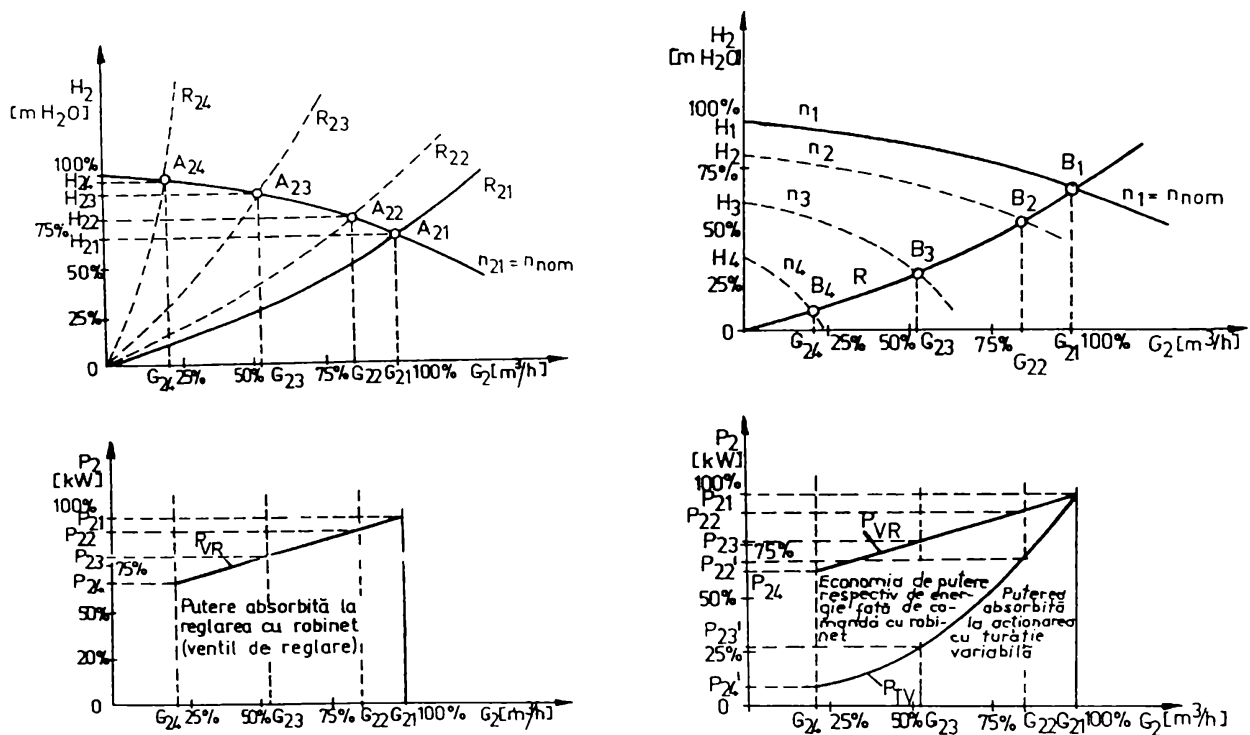 H2
[mH2O]
100%
H24
H23
H22
75%
H21
50%
25%
0
R24
R23
R22
R21
A24
A23
A22
A21
n21 = nnom
G24 25% 50% G23 75% G22 G21 100% G2[m³/h]
H2
[mH2O]
100%
H1
H2
75%
H3
50%
H4
25%
0
n1
n2
n3
n4
R
B1
B2
B3
B4
n1 = nnom
G24 25% 50% G23 75% G22 G21 100% G2[m³/h]
P2
[kW]
100%
P21
P22
P23
75%
P24
50%
20%
0
PVR
Putere absorbită la
reglarea cu robinet
(ventil de reglare)
G24 25% 50% G23 75% G22 G21 100% G2[m³/h]
P2
[kW]
100%
P21
P22
P23
75%
P22'
P24
50%
P23'
25%
P24'
0
PVR
Economia de putere
respectiv de ener-
gie față de co-
mandă cu robi-
net
Puterea
absorbită
la actionarea
cu turație
variabilă
PTV
G24 25% 50% G23 75% G22 G21 100% G2[m³/h]